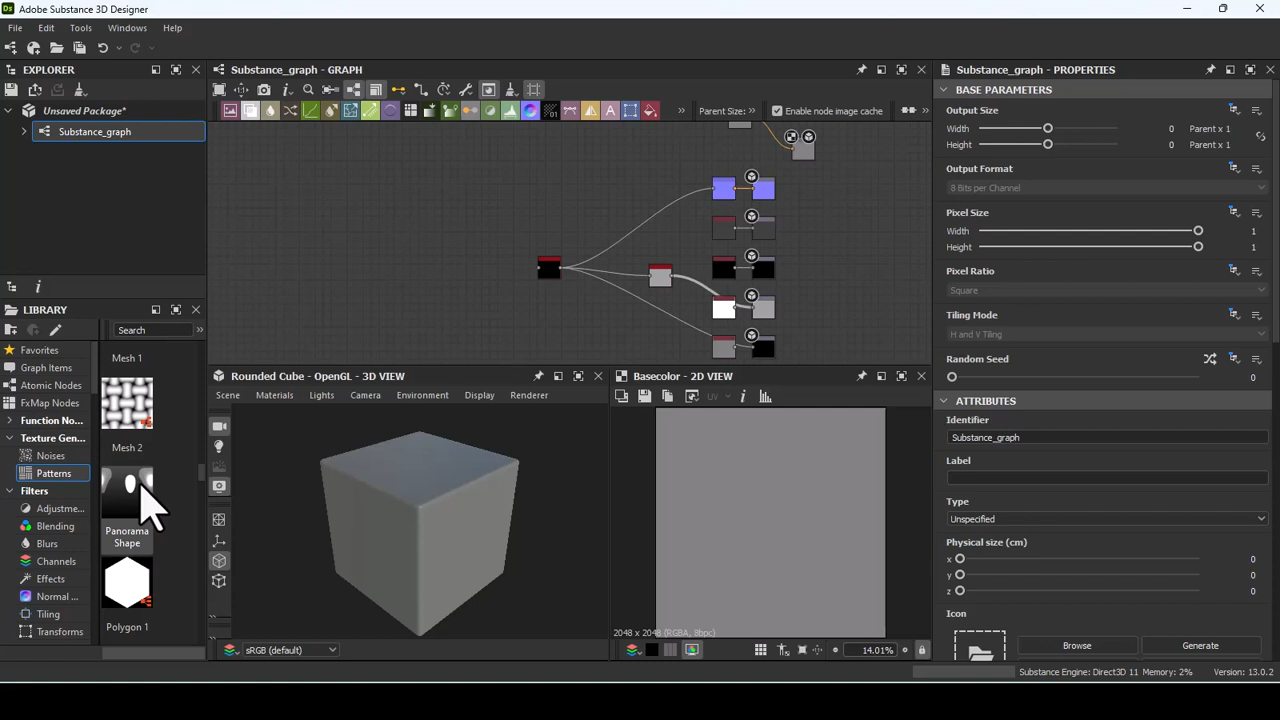 Adobe Substance 3D Designer
File Edit Tools Windows Help
EXPLORER
Unsaved Package*
Substance_graph
Substance_graph - GRAPH
Parent Size:
Enable node image cache
LIBRARY
Search
Favorites
Graph Items
Atomic Nodes
FxMap Nodes
Function No...
Texture Gen...
Noises
Patterns
Filters
Adjustme...
Blending
Blurs
Channels
Effects
Normal ...
Tiling
Transforms
Mesh 1
Mesh 2
Panorama
Shape
Polygon 1
Rounded Cube - OpenGL - 3D VIEW
Scene Materials Lights Camera Environment Display Renderer
sRGB (default)
Basecolor - 2D VIEW
UV
2048 x 2048 (RGBA, 8bpc)
14.01%
Substance_graph - PROPERTIES
BASE PARAMETERS
Output Size
Width 0 Parent x 1
Height 0 Parent x 1
Output Format
8 Bits per Channel
Pixel Size
Width 1
Height 1
Pixel Ratio
Square
Tiling Mode
H and V Tiling
Random Seed
0
ATTRIBUTES
Identifier
Substance_graph
Label
Type
Unspecified
Physical size (cm)
x 0
y 0
z 0
Icon
Browse Generate
Substance Engine: Direct3D 11 Memory: 2% Version: 13.0.2